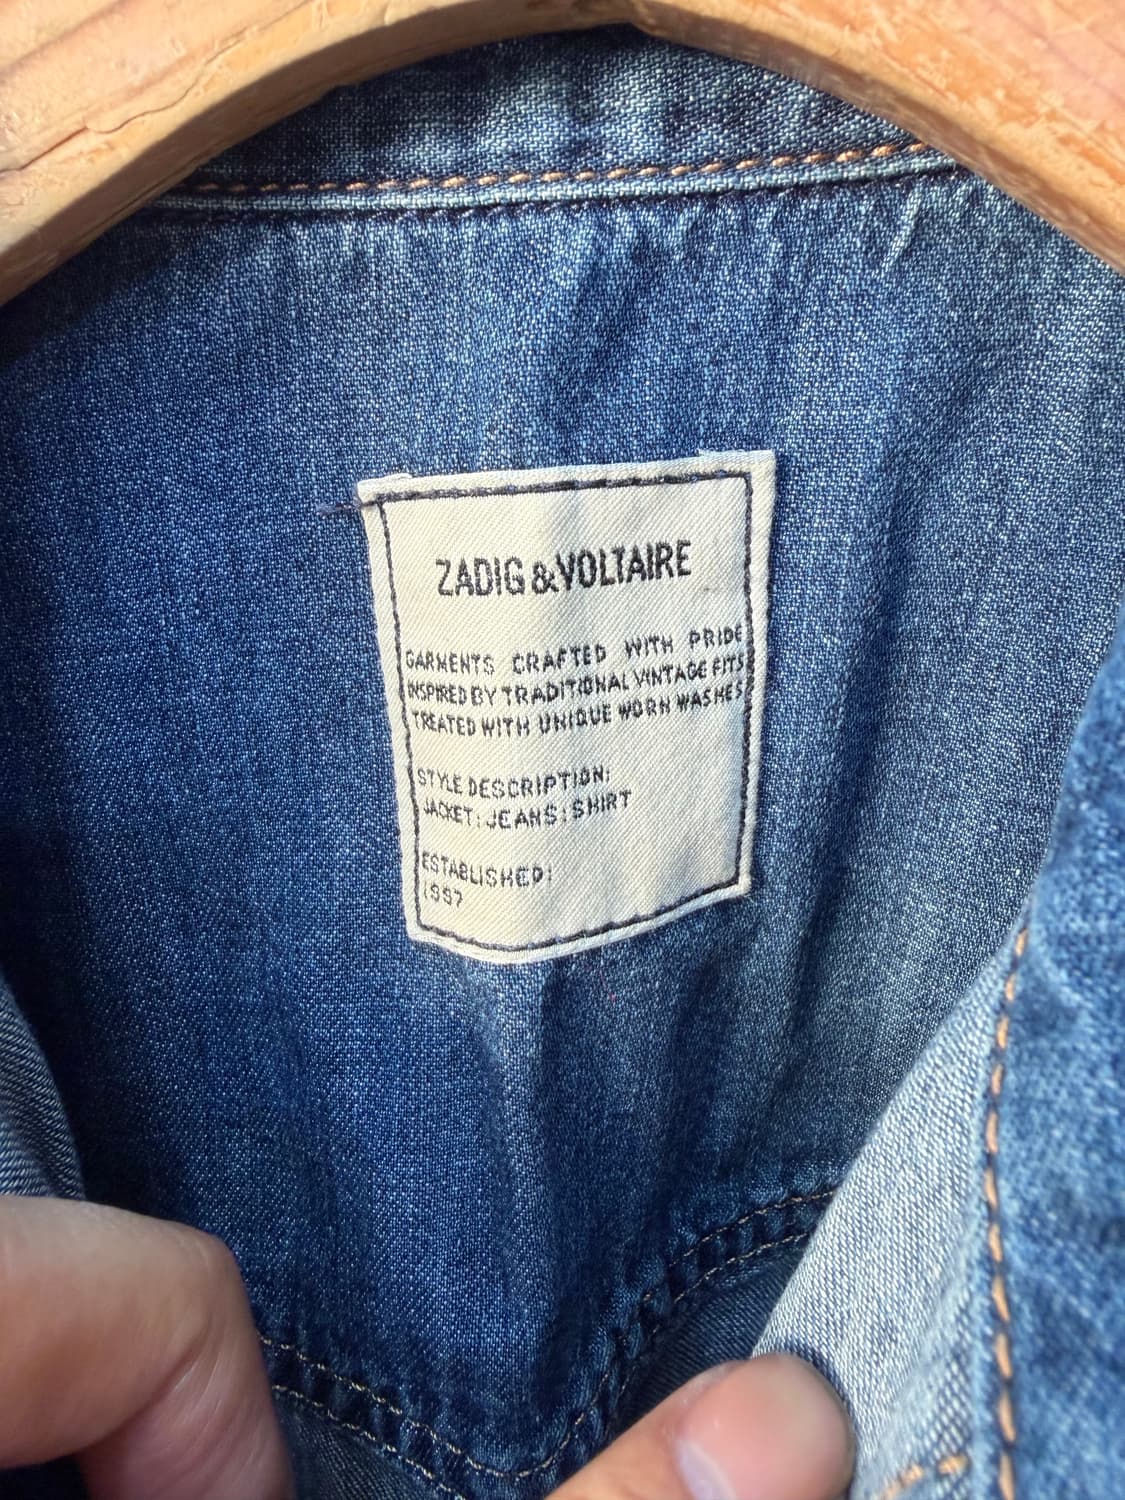 ZADIG & VOLTAIRE
GARMENTS CRAFTED WITH PRIDE
INSPIRED BY TRADITIONAL VINTAGE FITS
TREATED WITH UNIQUE WORN WASHES
STYLE DESCRIPTION:
JACKET: JEANS: SHIRT
ESTABLISHED:
1997